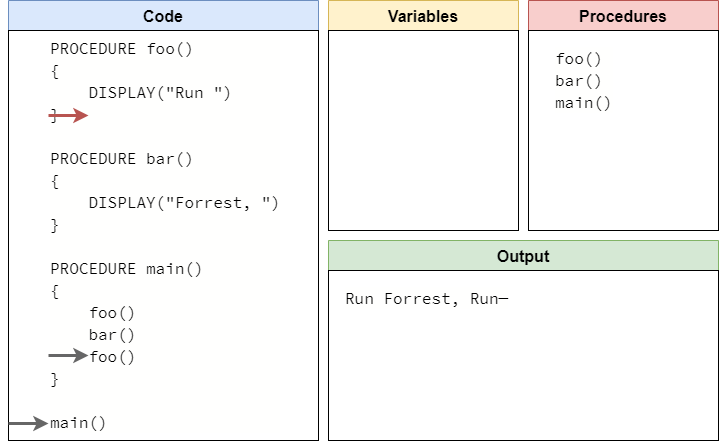 Code
PROCEDURE foo()
{
DISPLAY("Run ")
}
PROCEDURE bar()
{
DISPLAY("Forrest, ")
}
PROCEDURE main()
{
foo()
bar()
foo()
}
main()
Variables
Procedures
foo()
bar()
main()
Output
Run Forrest, Run—